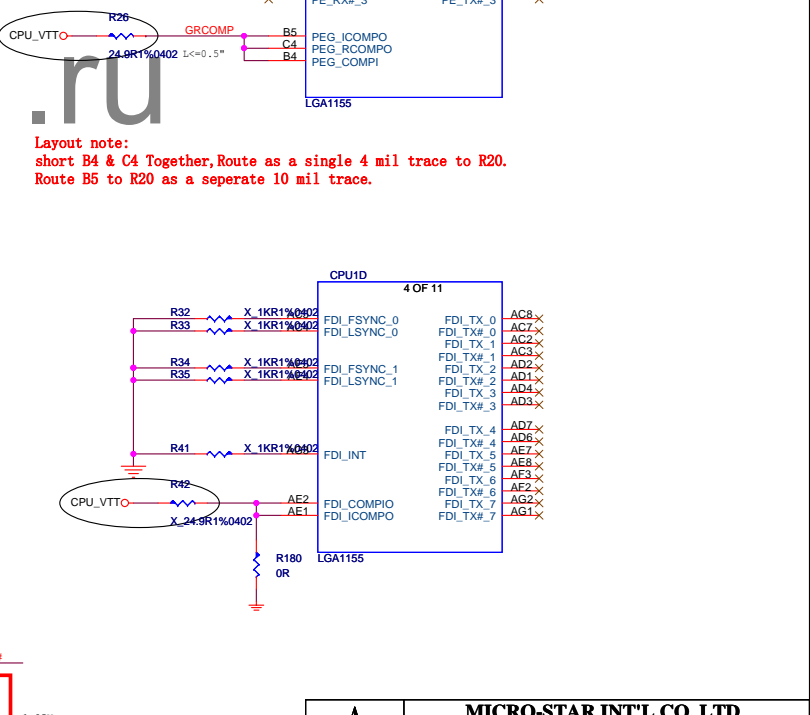 PE_RX#_3 PE_TX#_3
R26
CPU_VTT GRCOMP B5 PEG_ICOMPO
24.9R1%0402 L<=0.5" C4 PEG_RCOMPO
B4 PEG_COMPI
.ru
LGA1155
Layout note:
short B4 & C4 Together,Route as a single 4 mil trace to R20.
Route B5 to R20 as a seperate 10 mil trace.
CPU1D
4 OF 11
R32 X_1KR1%0402 FDI_FSYNC_0 FDI_TX_0 AC8
R33 X_1KR1%0402 FDI_LSYNC_0 FDI_TX#_0 AC7
FDI_TX_1 AC2
FDI_TX#_1 AC3
R34 X_1KR1%0402 FDI_FSYNC_1 FDI_TX_2 AD2
R35 X_1KR1%0402 FDI_LSYNC_1 FDI_TX#_2 AD1
FDI_TX_3 AD4
FDI_TX#_3 AD3
FDI_TX_4 AD7
FDI_TX#_4 AD6
R41 X_1KR1%0402 FDI_INT FDI_TX_5 AE7
FDI_TX#_5 AE8
FDI_TX_6 AF3
R42 FDI_TX#_6 AF2
CPU_VTT AE2 FDI_COMPIO FDI_TX_7 AG2
X_24.9R1%0402 AE1 FDI_ICOMPO FDI_TX#_7 AG1
R180 LGA1155
0R
MICRO-STAR INT'L CO.,LTD